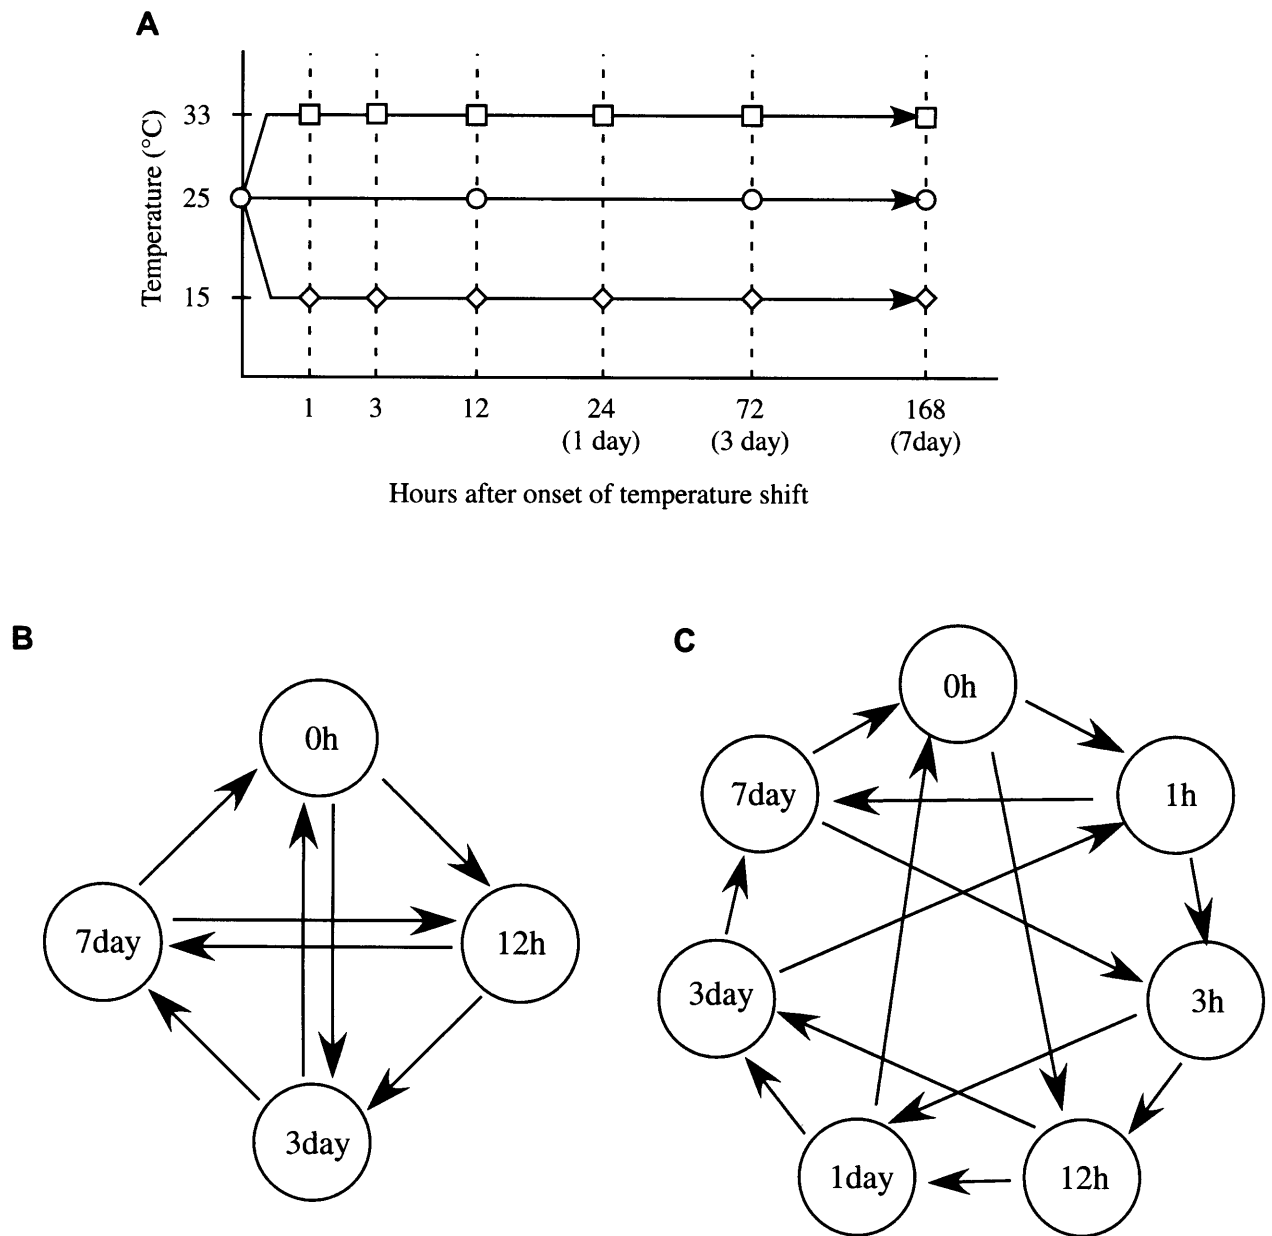 A
Temperature (°C)
33
25
15
1 3 12 24 72 168
(1 day) (3 day) (7day)
Hours after onset of temperature shift
B
0h
7day 12h
3day
C
0h
7day 1h
3day 3h
1day 12h